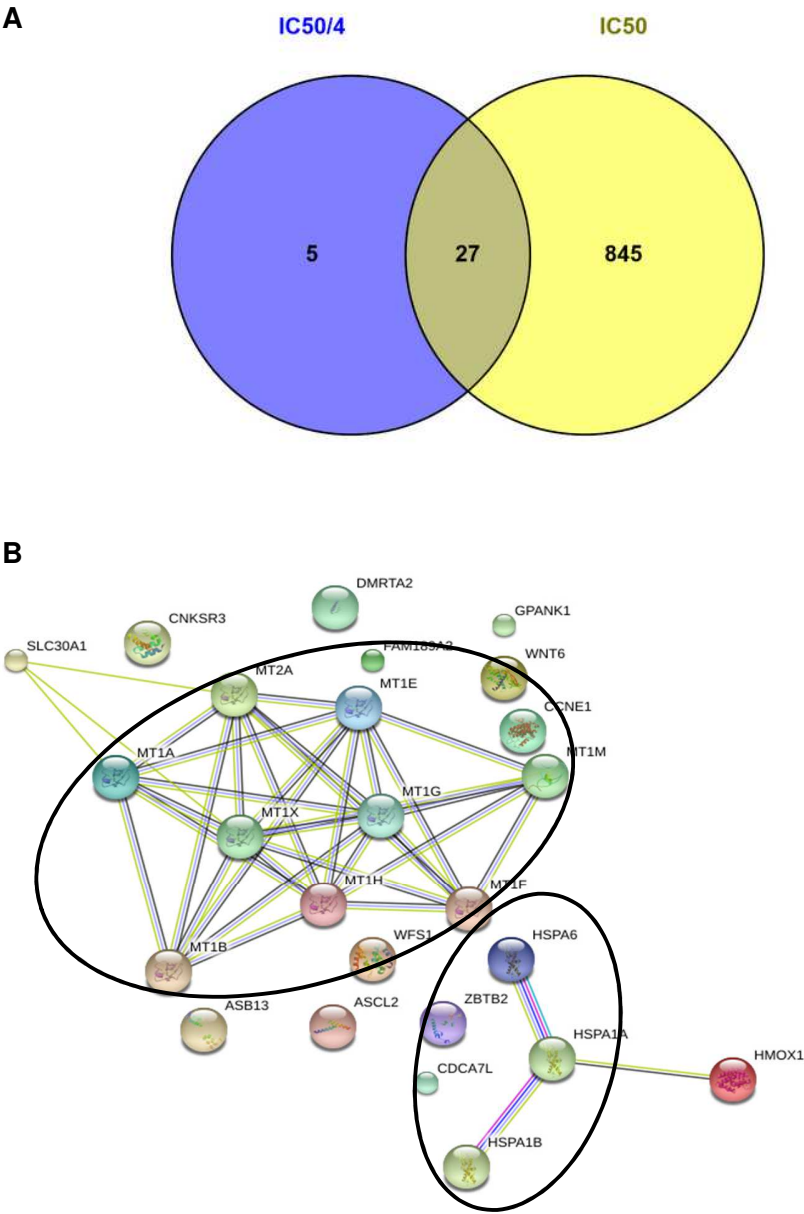 A
IC50/4 IC50
5 27 845
B
DMRTA2
GPANK1
CNKSR3
SLC30A1
FAM189A2
WNT6
MT2A
MT1E
CCNE1
MT1A
MT1M
MT1G
MT1X
MT1H
MT1F
WFS1
HSPA6
MT1B
ASB13
ASCL2
ZBTB2
HSPA1A
HMOX1
CDCA7L
HSPA1B